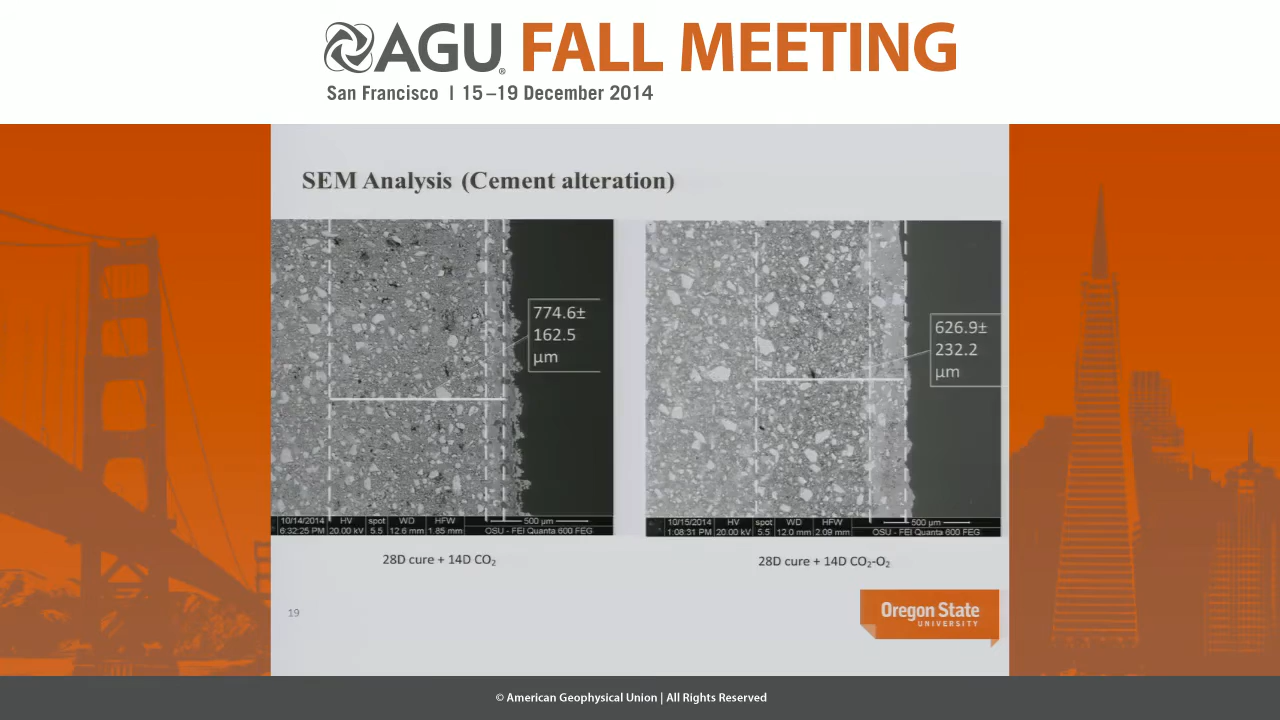 AGU® FALL MEETING
San Francisco | 15–19 December 2014
SEM Analysis (Cement alteration)
774.6±
162.5
µm
626.9±
232.2
µm
10/14/2014 HV spot WD HFW 500 µm
6:32:25 PM 20.00 kV 5.5 12.6 mm 1.85 mm OSU - FEI Quanta 600 FEG
10/15/2014 HV spot WD HFW 500 µm
1:08:31 PM 20.00 kV 5.5 12.0 mm 2.09 mm OSU - FEI Quanta 600 FEG
28D cure + 14D CO₂
28D cure + 14D CO₂-O₂
19
Oregon State
UNIVERSITY
© American Geophysical Union | All Rights Reserved